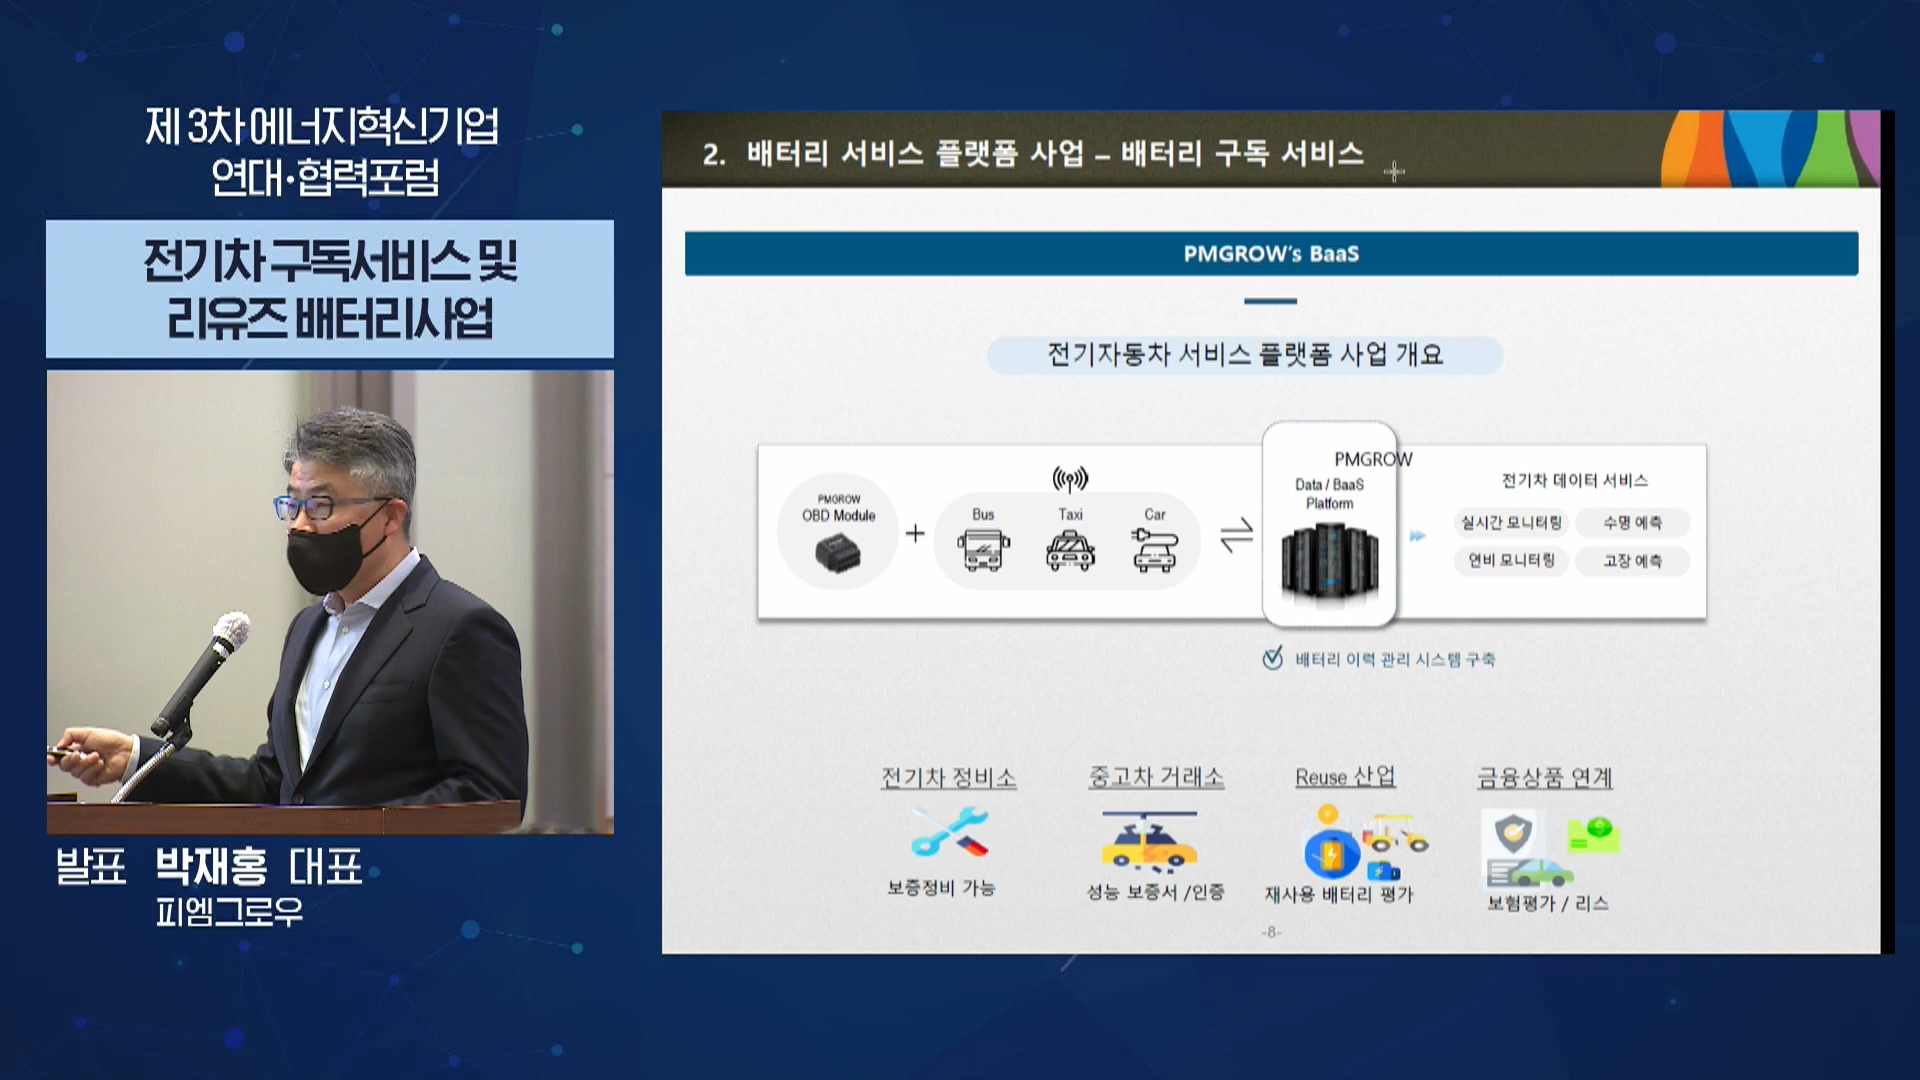 제 3차 에너지혁신기업
연대·협력포럼
전기차 구독서비스 및
리유즈 배터리사업
발표 박재홍 대표
피엠그로우
2. 배터리 서비스 플랫폼 사업 – 배터리 구독 서비스
PMGROW's BaaS
전기자동차 서비스 플랫폼 사업 개요
PMGROW
OBD Module
+
Bus
Taxi
Car
PMGROW
Data / BaaS
Platform
전기차 데이터 서비스
실시간 모니터링
수명 예측
연비 모니터링
고장 예측
배터리 이력 관리 시스템 구축
전기차 정비소
보증정비 가능
중고차 거래소
성능 보증서 /인증
Reuse 산업
재사용 배터리 평가
금융상품 연계
보험평가 / 리스
-8-